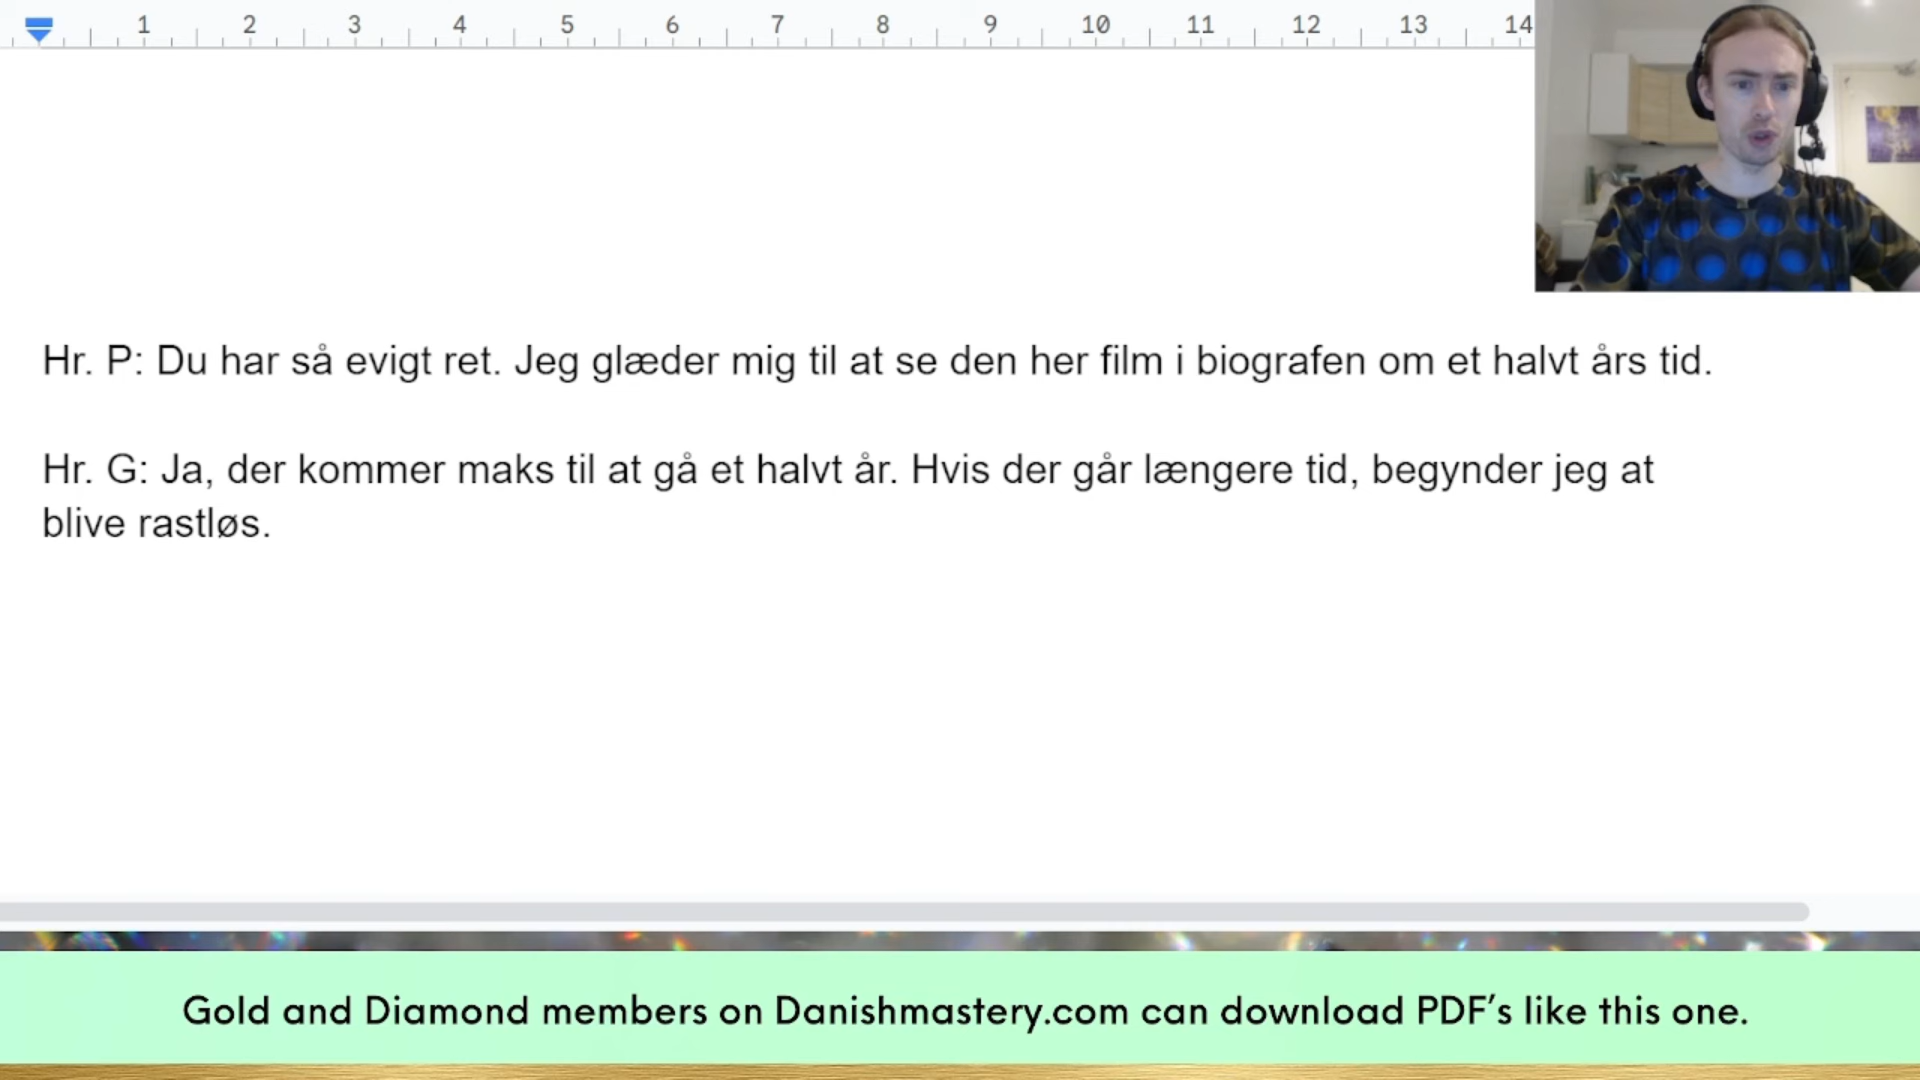 1 2 3 4 5 6 7 8 9 10 11 12 13 14
Hr. P: Du har så evigt ret. Jeg glæder mig til at se den her film i biografen om et halvt års tid.
Hr. G: Ja, der kommer maks til at gå et halvt år. Hvis der går længere tid, begynder jeg at
blive rastløs.
Gold and Diamond members on Danishmastery.com can download PDF’s like this one.